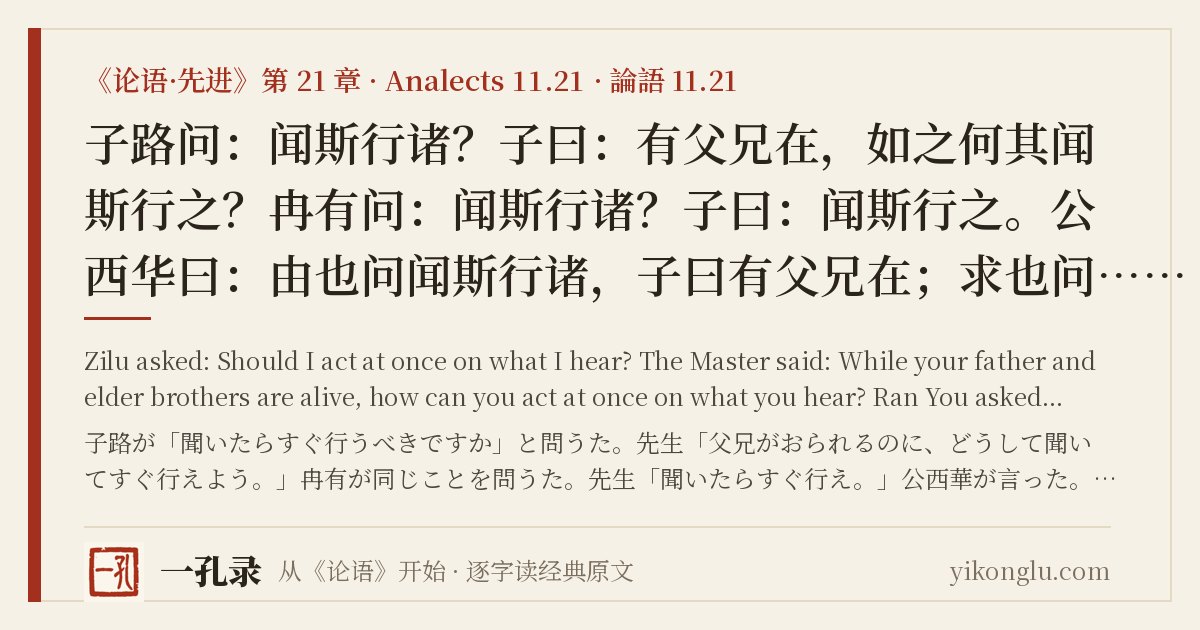 《论语·先进》第 21 章 · Analects 11.21 · 論語 11.21
子路问：闻斯行诸？子曰：有父兄在，如之何其闻
斯行之？冉有问：闻斯行诸？子曰：闻斯行之。公
西华曰：由也问闻斯行诸，子曰有父兄在；求也问……
Zilu asked: Should I act at once on what I hear? The Master said: While your father and
elder brothers are alive, how can you act at once on what you hear? Ran You asked...
子路が「聞いたらすぐ行うべきですか」と問うた。先生「父兄がおられるのに、どうして聞い
てすぐ行えよう。」冉有が同じことを問うた。先生「聞いたらすぐ行え。」公西華が言った。…
一孔
一孔录
从《论语》开始 · 逐字读经典原文
yikonglu.com